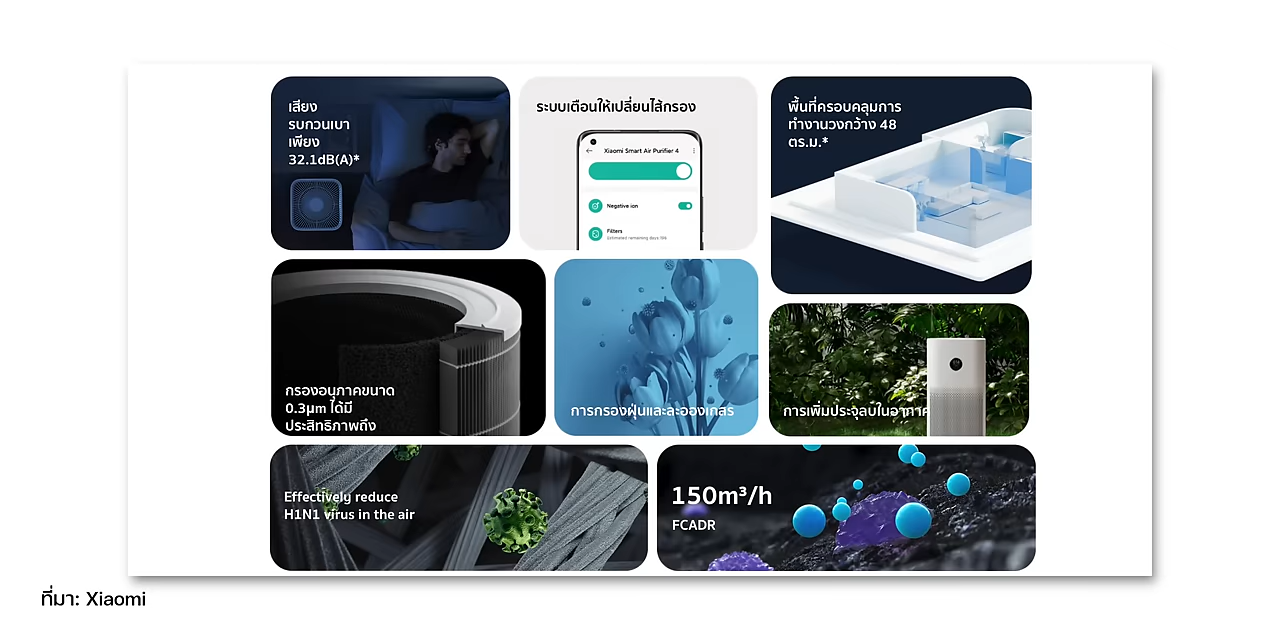 เสียง
รบกวนเบา
เพียง
32.1dB(A)*
ระบบเตือนให้เปลี่ยนไส้กรอง
Xiaomi Smart Air Purifier 4
Negative ion
Filters
พื้นที่ครอบคลุมการ
ทำงานวงกว้าง 48
ตร.ม.*
กรองอนุภาคขนาด
0.3μm ได้มี
ประสิทธิภาพถึง
การกรองฝุ่นและละอองเกสร
การเพิ่มประจุลบในอากาศ
Effectively reduce
H1N1 virus in the air
150m³/h
FCADR
ที่มา: Xiaomi